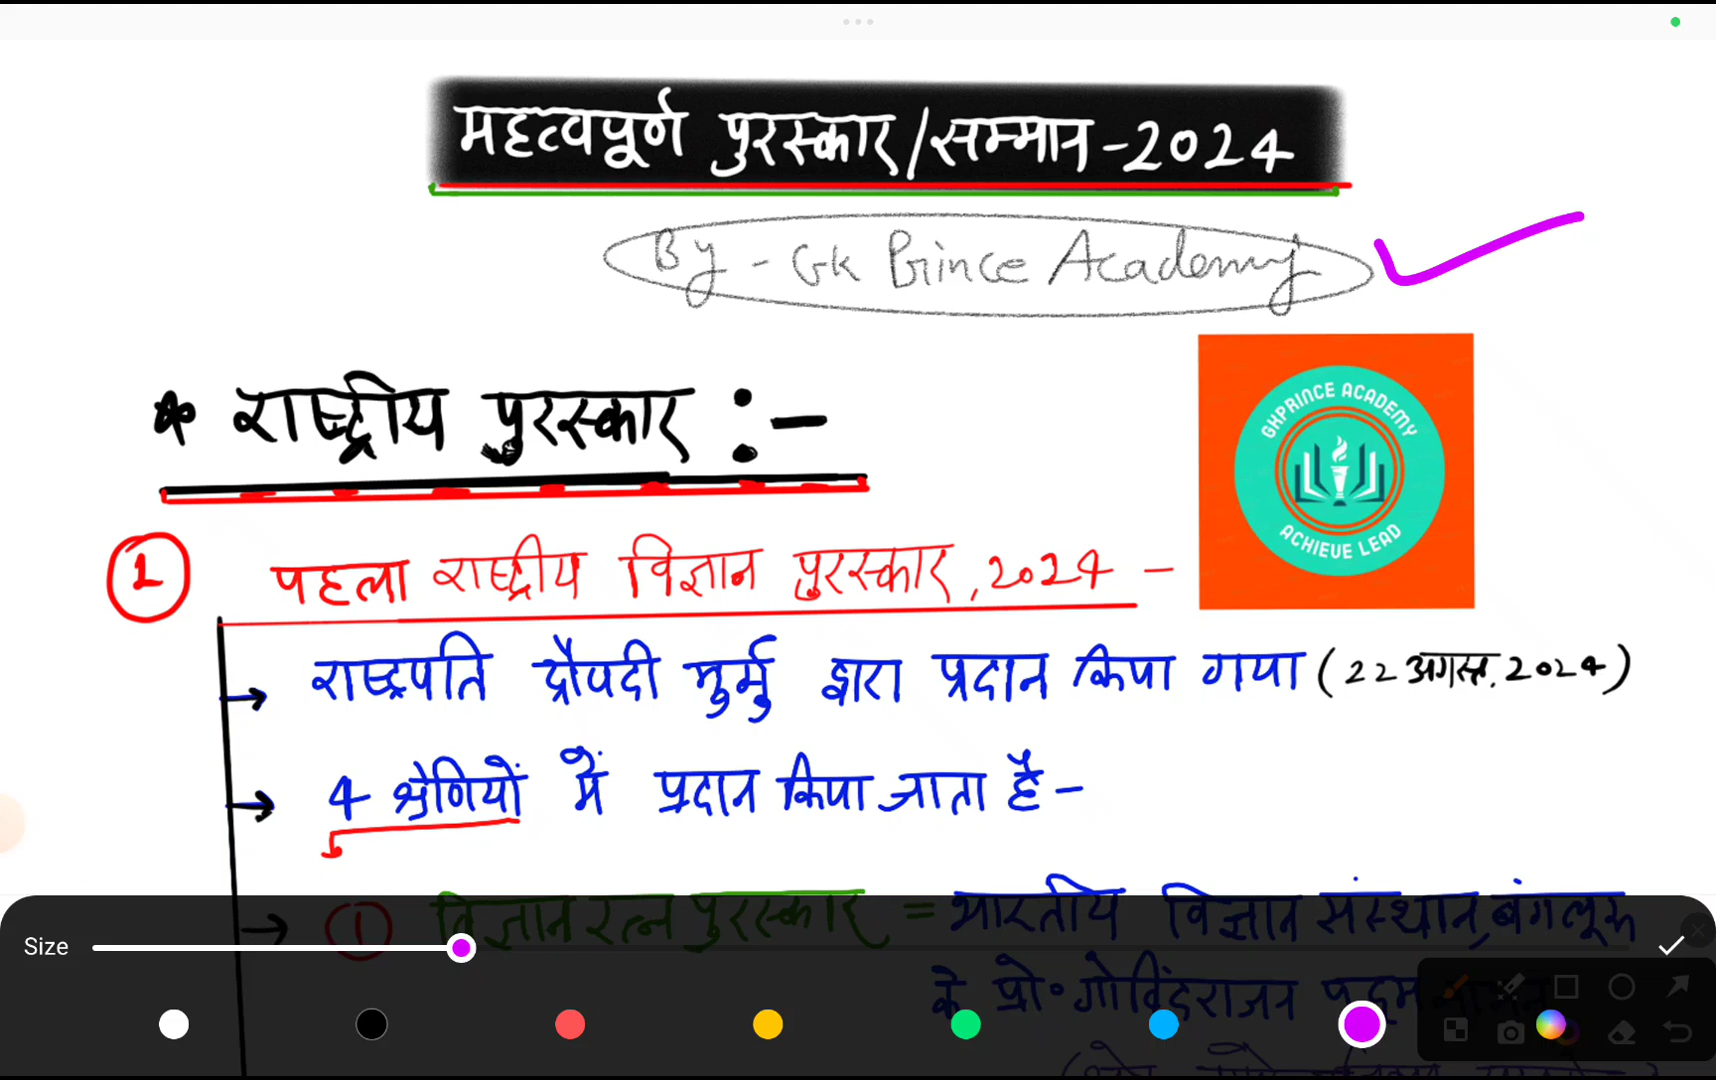 महत्वपूर्ण पुरस्कार/सम्मान-2024
By - Gk Prince Academy
* राष्ट्रीय पुरस्कार :-
GKPRINCE ACADEMY
ACHIEVE LEAD
1 पहला राष्ट्रीय विज्ञान पुरस्कार, 2024 -
→ राष्ट्रपति द्रौपदी मुर्मु द्वारा प्रदान किया गया (22 अगस्त, 2024)
→ 4 श्रेणियों में प्रदान किया जाता है -
→ 1 विज्ञान रत्न पुरस्कार = भारतीय विज्ञान संस्थान, बंगलूरू
Size
के प्रो॰ गोविंदराजन पद्म